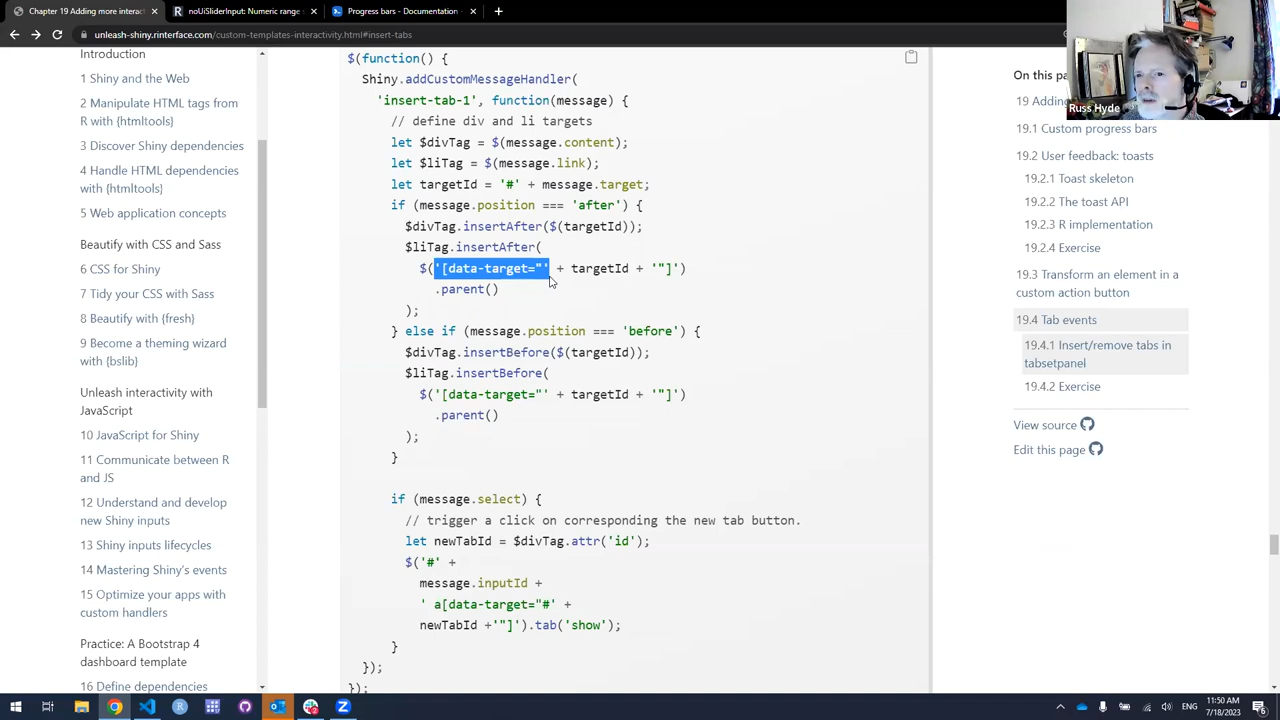 Chapter 19 Adding more interac
noUiSliderInput: Numeric range s
Progress bars - Documentation
unleash-shiny.rinterface.com/custom-templates-interactivity.html#insert-tabs
Russ Hyde
Introduction
1 Shiny and the Web
2 Manipulate HTML tags from
R with {htmltools}
3 Discover Shiny dependencies
4 Handle HTML dependencies
with {htmltools}
5 Web application concepts
Beautify with CSS and Sass
6 CSS for Shiny
7 Tidy your CSS with Sass
8 Beautify with {fresh}
9 Become a theming wizard
with {bslib}
Unleash interactivity with
JavaScript
10 JavaScript for Shiny
11 Communicate between R
and JS
12 Understand and develop
new Shiny inputs
13 Shiny inputs lifecycles
14 Mastering Shiny's events
15 Optimize your apps with
custom handlers
Practice: A Bootstrap 4
dashboard template
16 Define dependencies
$(function() {
Shiny.addCustomMessageHandler(
'insert-tab-1', function(message) {
// define div and li targets
let $divTag = $(message.content);
let $liTag = $(message.link);
let targetId = '#' + message.target;
if (message.position === 'after') {
$divTag.insertAfter($(targetId));
$liTag.insertAfter(
$('[data-target="' + targetId + '"]')
.parent()
);
} else if (message.position === 'before') {
$divTag.insertBefore($(targetId));
$liTag.insertBefore(
$('[data-target="' + targetId + '"]')
.parent()
);
}
if (message.select) {
// trigger a click on corresponding the new tab button.
let newTabId = $divTag.attr('id');
$('#' +
message.inputId +
' a[data-target="#' +
newTabId +'"]').tab('show');
}
});
});
On this pa
19 Adding
19.1 Custom progress bars
19.2 User feedback: toasts
19.2.1 Toast skeleton
19.2.2 The toast API
19.2.3 R implementation
19.2.4 Exercise
19.3 Transform an element in a
custom action button
19.4 Tab events
19.4.1 Insert/remove tabs in
tabsetpanel
19.4.2 Exercise
View source
Edit this page
ENG
11:50 AM
7/18/2023